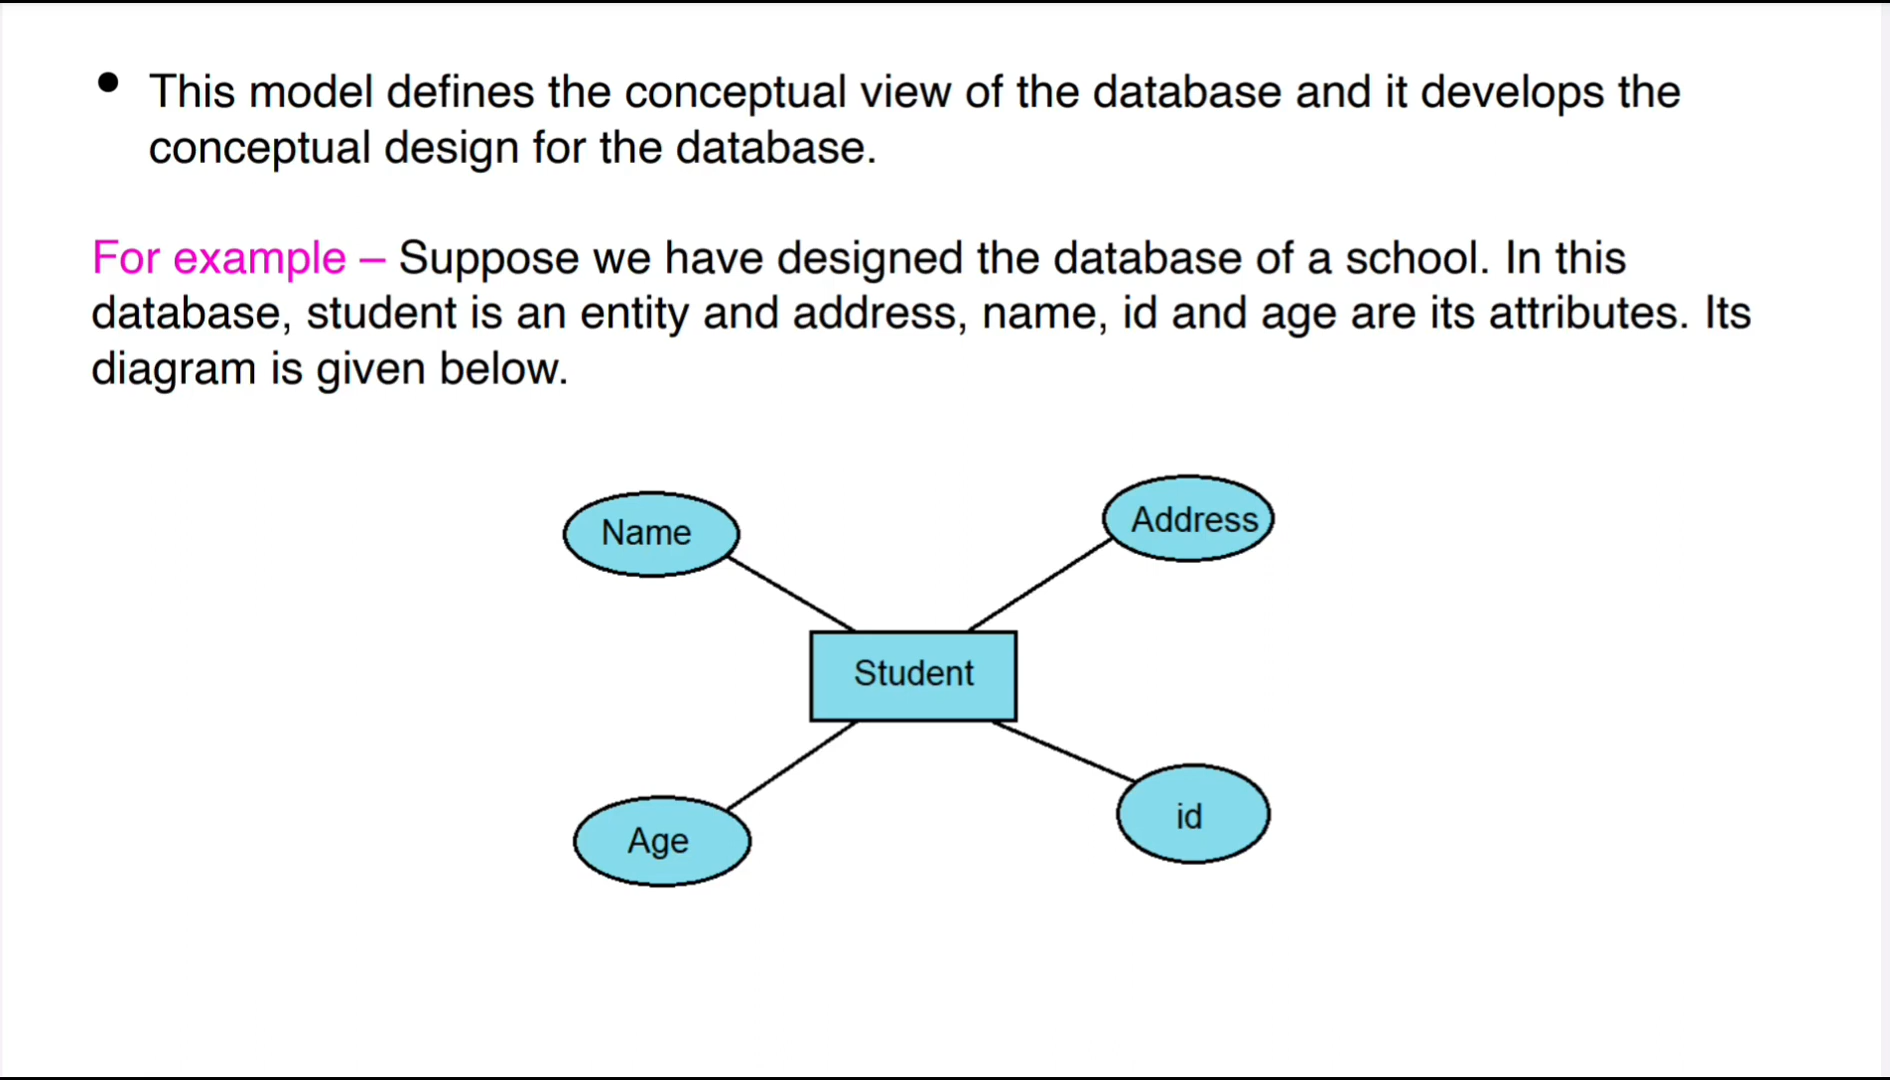 • This model defines the conceptual view of the database and it develops the
conceptual design for the database.
For example – Suppose we have designed the database of a school. In this
database, student is an entity and address, name, id and age are its attributes. Its
diagram is given below.
Name
Address
Student
Age
id